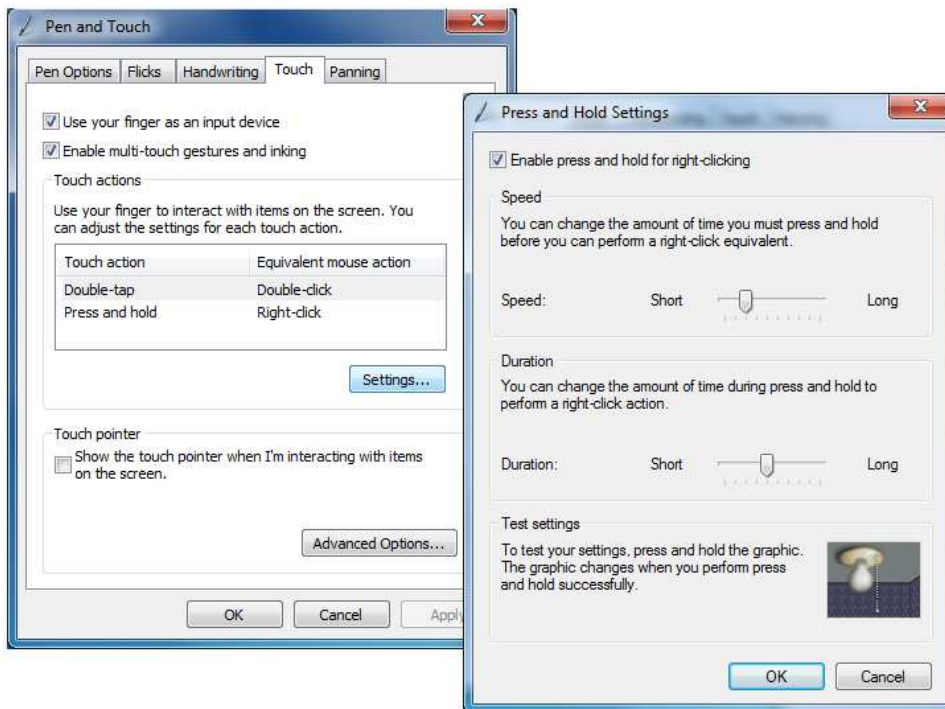 Pen and Touch
Pen Options Flicks Handwriting Touch Panning
Use your finger as an input device
Enable multi-touch gestures and inking
Touch actions
Use your finger to interact with items on the screen. You
can adjust the settings for each touch action.
Touch action Equivalent mouse action
Double-tap Double-click
Press and hold Right-click
Settings...
Touch pointer
Show the touch pointer when I'm interacting with items
on the screen.
Advanced Options...
OK Cancel Apply
Press and Hold Settings
Enable press and hold for right-clicking
Speed
You can change the amount of time you must press and hold
before you can perform a right-click equivalent.
Speed: Short Long
Duration
You can change the amount of time during press and hold to
perform a right-click action.
Duration: Short Long
Test settings
To test your settings, press and hold the graphic.
The graphic changes when you perform press
and hold successfully.
OK Cancel